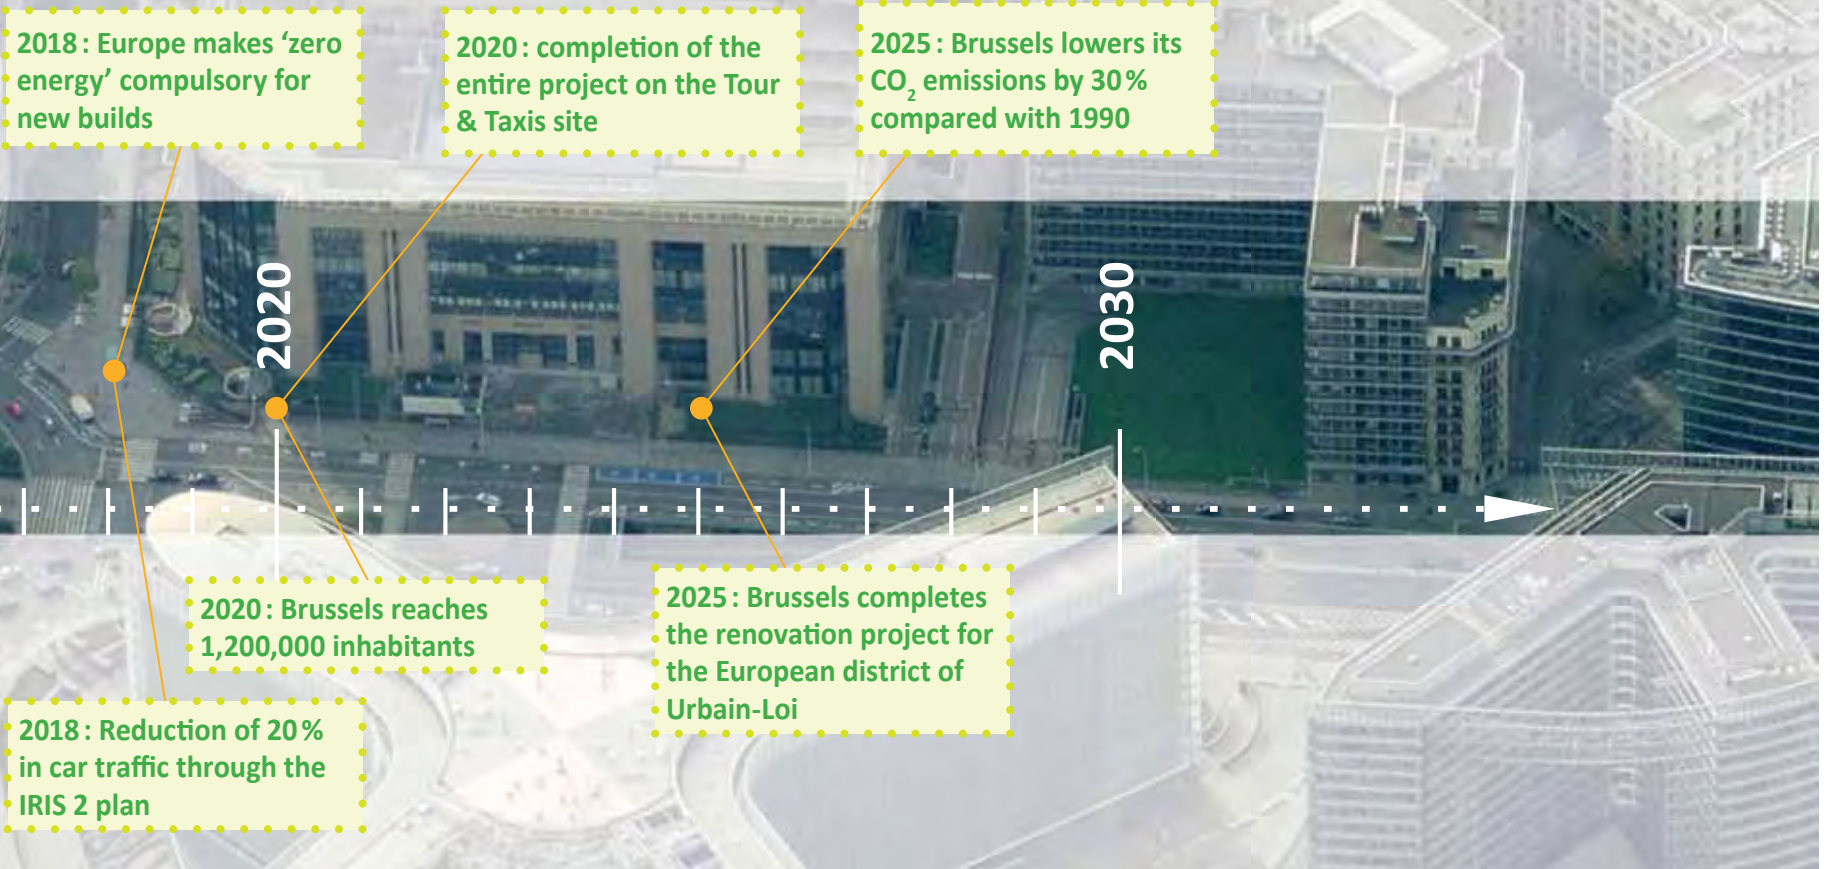 2018 : Europe makes ‘zero
energy’ compulsory for
new builds
2020 : completion of the
entire project on the Tour
& Taxis site
2025 : Brussels lowers its
CO₂ emissions by 30 %
compared with 1990
2020
2030
2020 : Brussels reaches
1,200,000 inhabitants
2025 : Brussels completes
the renovation project for
the European district of
Urbain-Loi
2018 : Reduction of 20 %
in car traffic through the
IRIS 2 plan